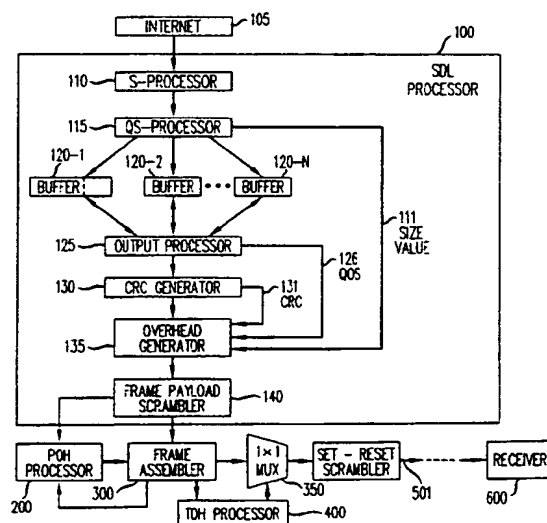 INTERNET
105
100
SDL
PROCESSOR
110
S-PROCESSOR
115
QS-PROCESSOR
120-1
120-2
120-N
BUFFER
BUFFER
BUFFER
111
SIZE
VALUE
125
OUTPUT PROCESSOR
126
QOS
130
CRC GENERATOR
131
CRC
135
OVERHEAD
GENERATOR
FRAME PAYLOAD
SCRAMBLER
140
POH
PROCESSOR
200
FRAME
ASSEMBLER
300
1×1
MUX
350
SET - RESET
SCRAMBLER
501
RECEIVER
600
TOH PROCESSOR
400